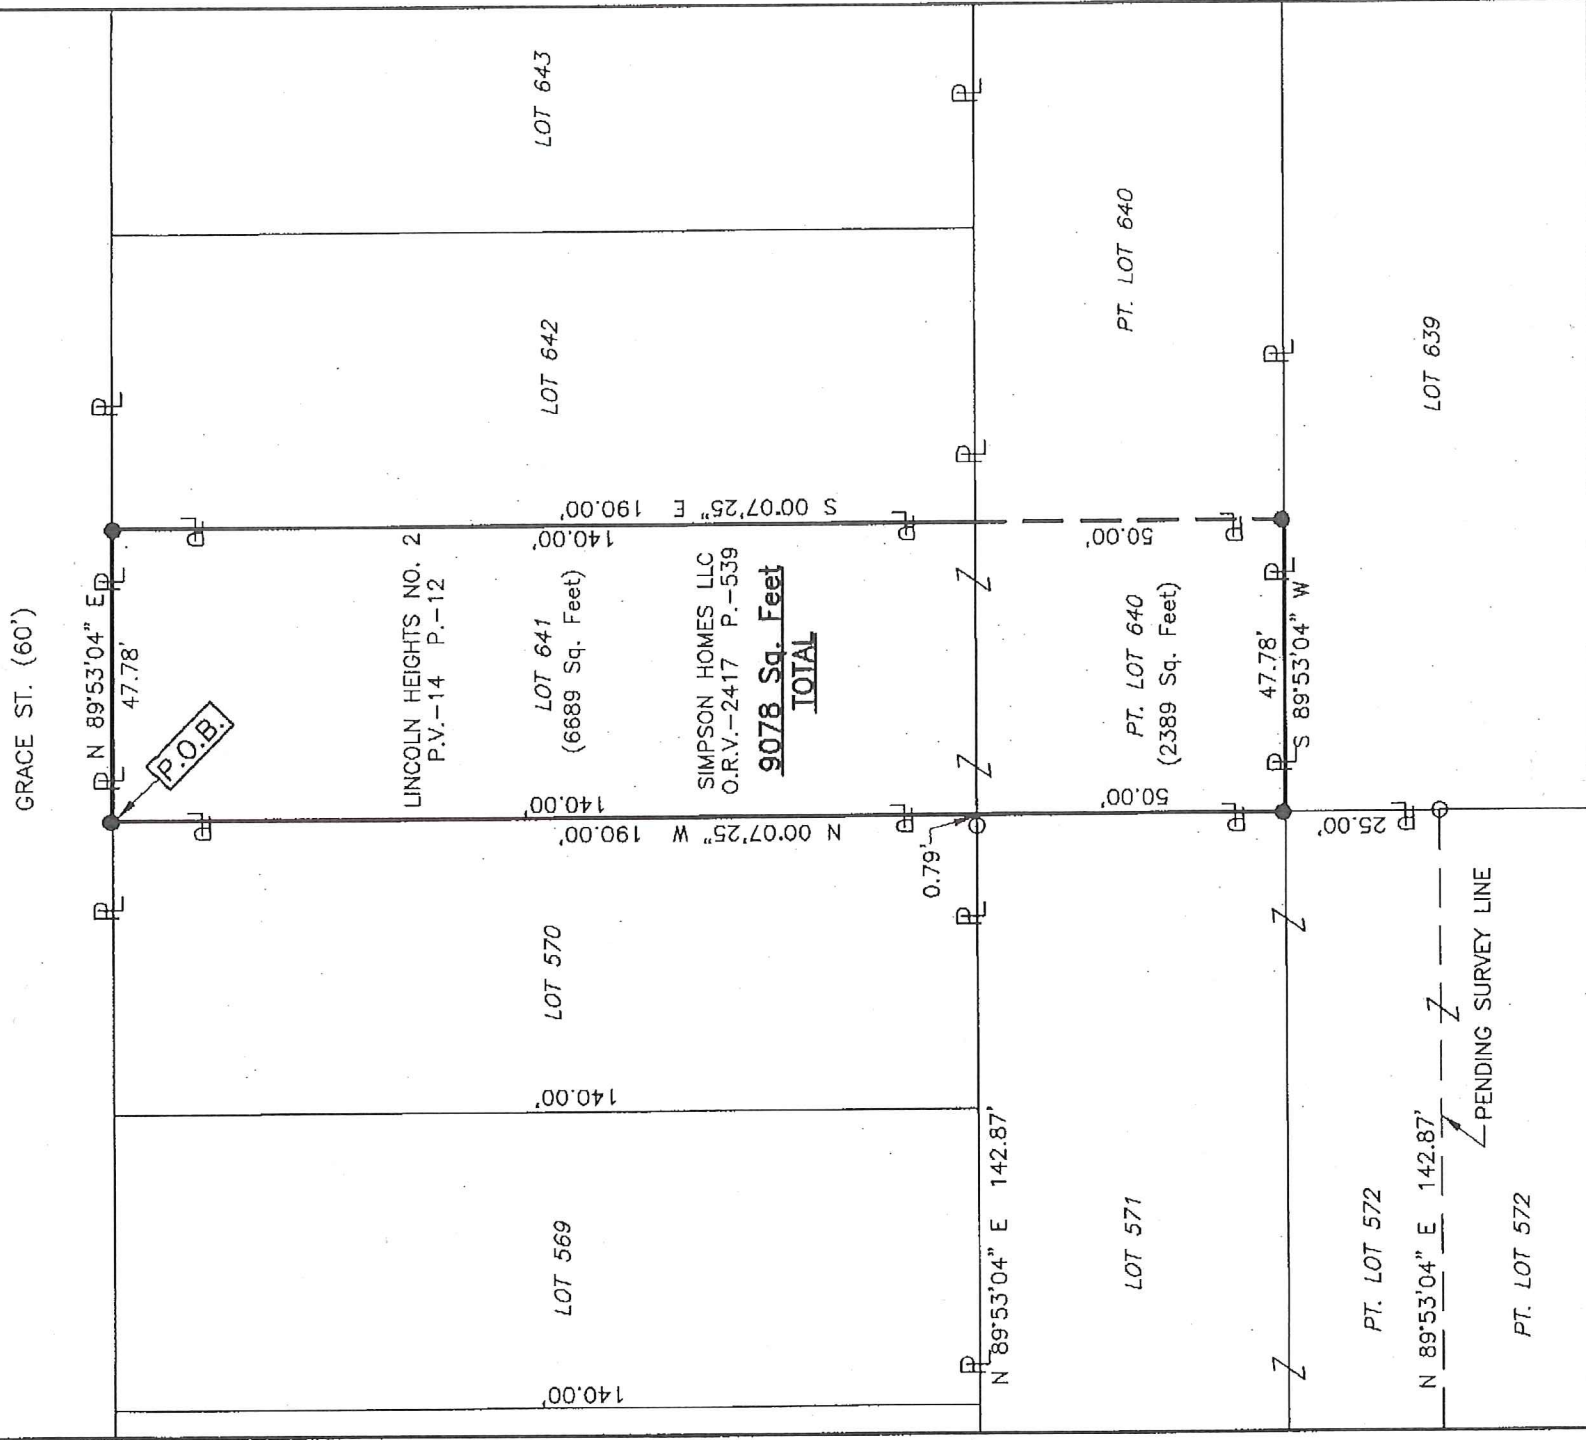 GRACE ST. (60')
N 89°53'04" E
47.78'
P.O.B.
LOT 569
140.00'
140.00'
LOT 570
N 00°07'25" W 190.00'
140.00'
LINCOLN HEIGHTS NO. 2
P.V.-14 P.-12
LOT 641
(6689 Sq. Feet)
SIMPSON HOMES LLC
O.R.V.-2417 P.-539
9078 Sq. Feet
TOTAL
S 00°07'25" E 190.00'
140.00'
LOT 642
LOT 643
0.79'
N 89°53'04" E 142.87'
LOT 571
50.00'
PT. LOT 640
(2389 Sq. Feet)
50.00'
PT. LOT 640
47.78'
S 89°53'04" W
25.00'
PT. LOT 572
N 89°53'04" E 142.87'
PENDING SURVEY LINE
PT. LOT 572
LOT 639